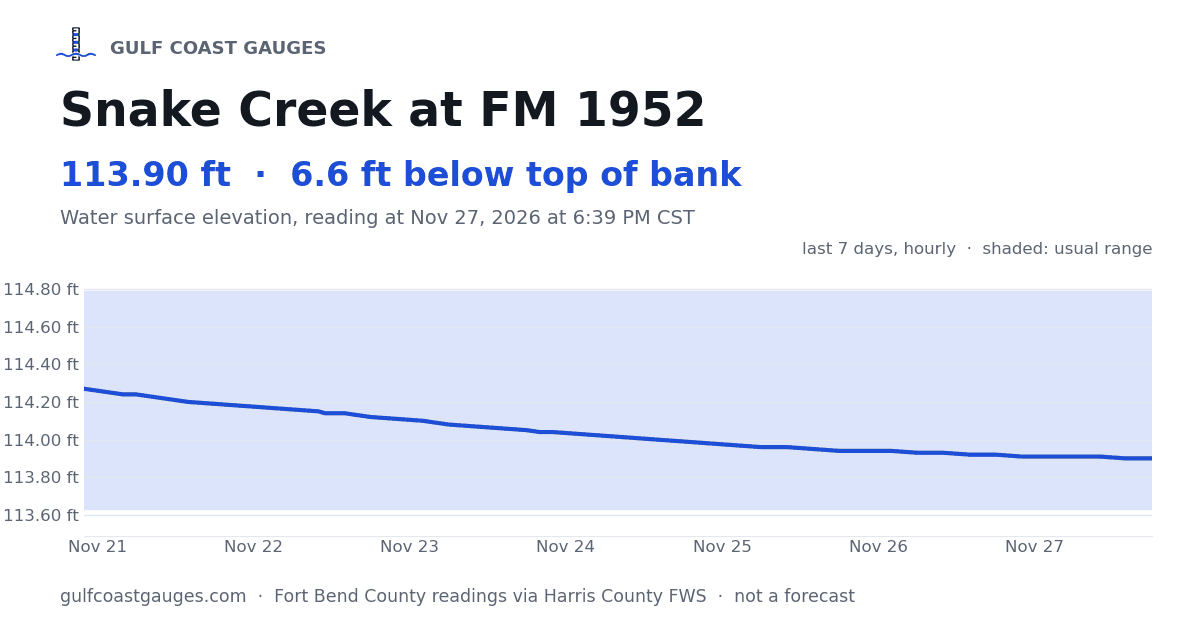 GULF COAST GAUGES
Snake Creek at FM 1952
113.90 ft · 6.6 ft below top of bank
Water surface elevation, reading at Nov 27, 2026 at 6:39 PM CST
last 7 days, hourly · shaded: usual range
114.80 ft
114.60 ft
114.40 ft
114.20 ft
114.00 ft
113.80 ft
113.60 ft
Nov 21 Nov 22 Nov 23 Nov 24 Nov 25 Nov 26 Nov 27
gulfcoastgauges.com · Fort Bend County readings via Harris County FWS · not a forecast